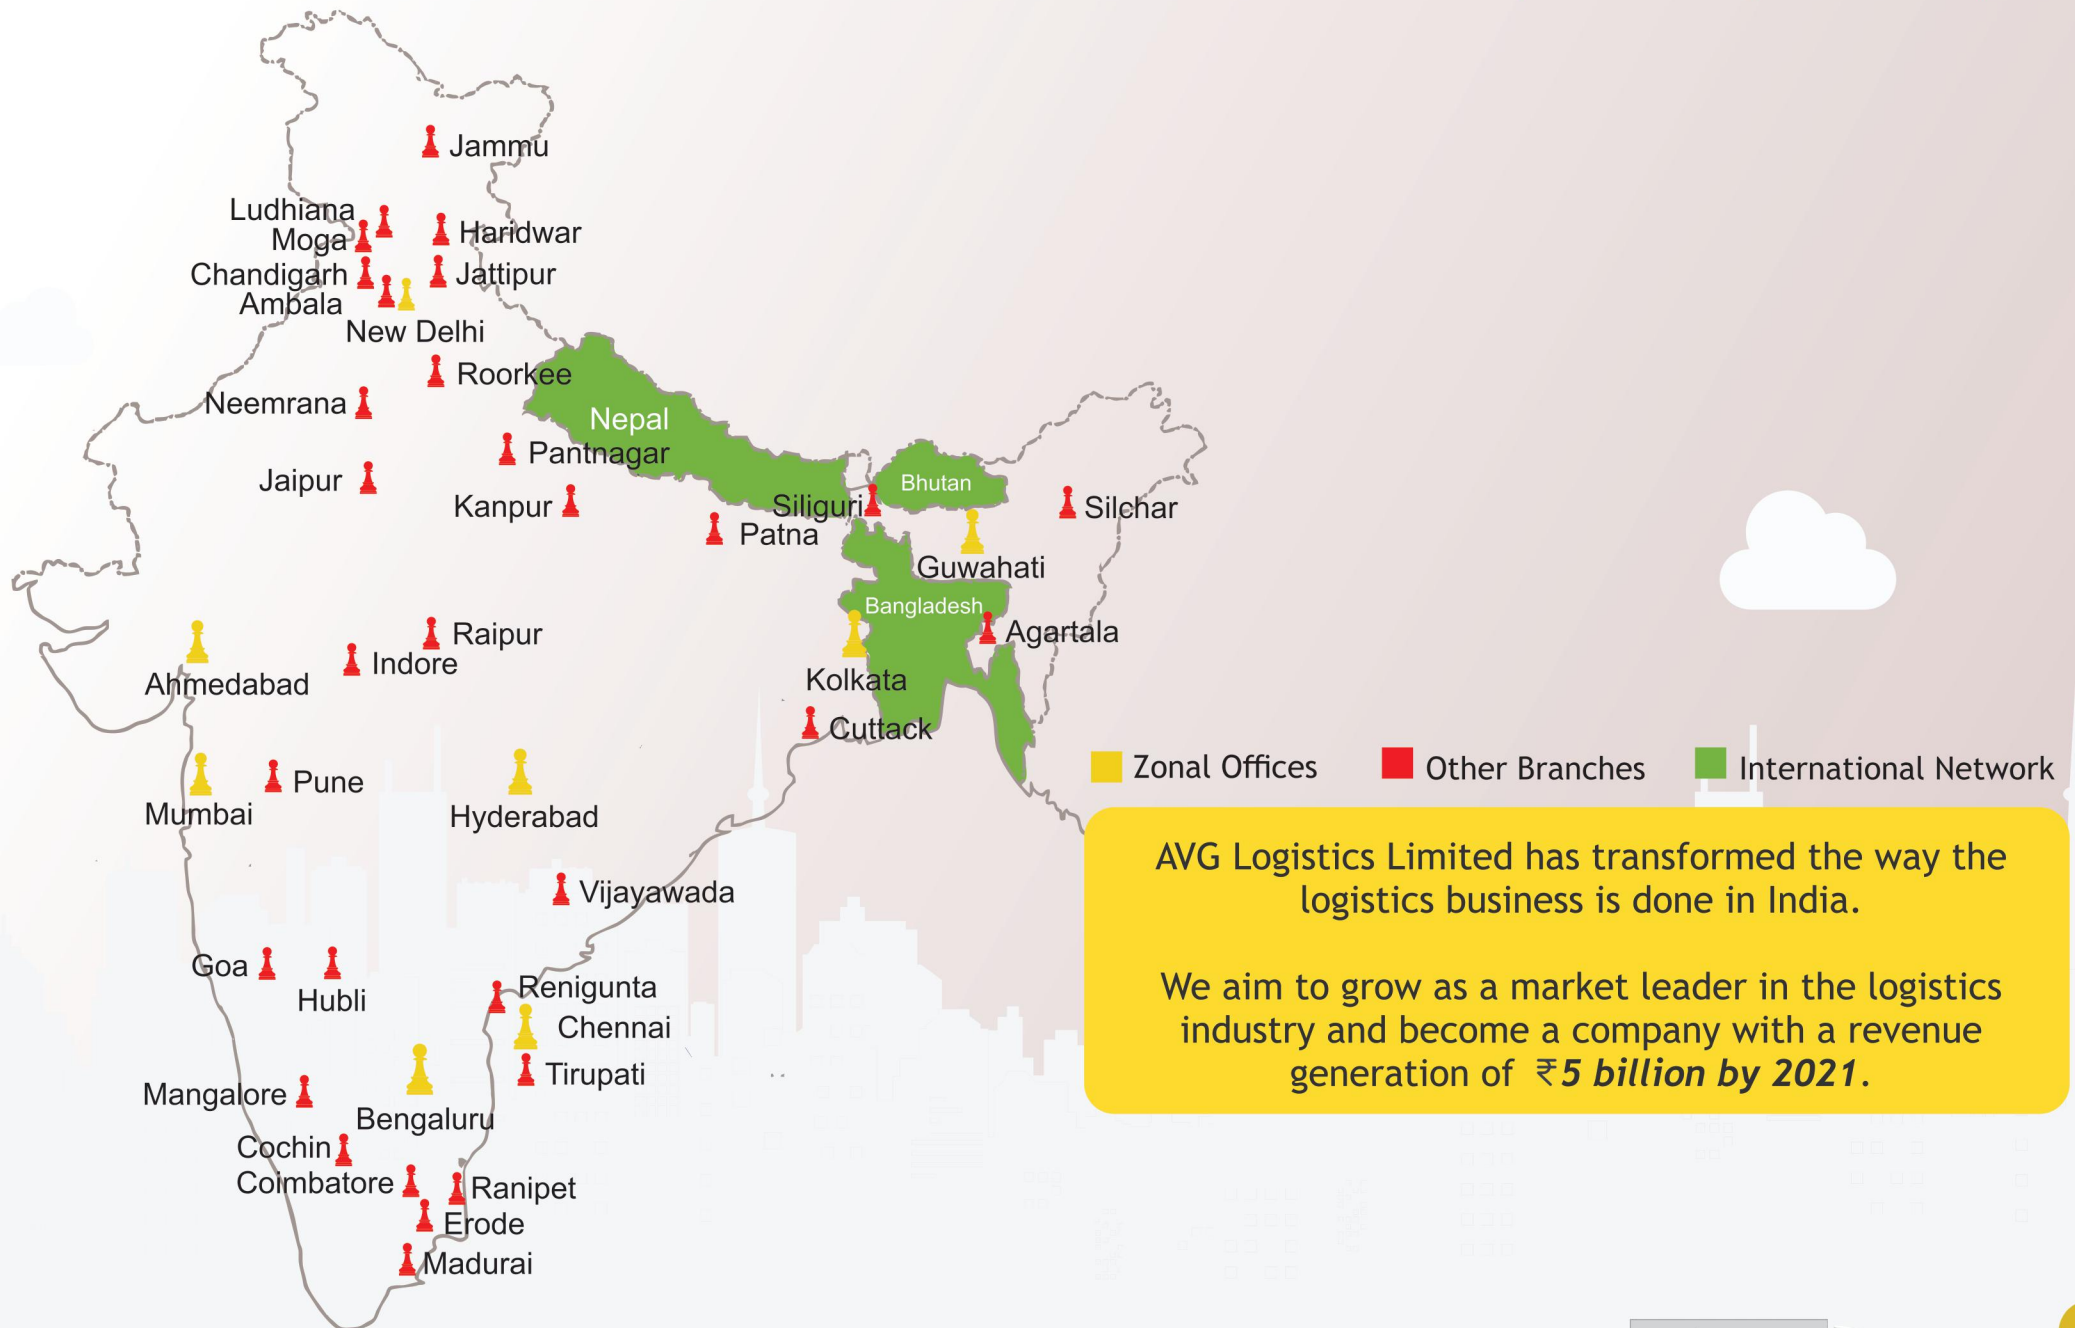 Jammu
Ludhiana
Haridwar
Moga
Chandigarh
Jattipur
Ambala
New Delhi
Roorkee
Neemrana
Nepal
Pantnagar
Jaipur
Bhutan
Kanpur
Siliguri
Silchar
Patna
Guwahati
Bangladesh
Agartala
Raipur
Indore
Ahmedabad
Kolkata
Cuttack
Pune
Mumbai
Hyderabad
Vijayawada
Goa
Hubli
Renigunta
Chennai
Tirupati
Mangalore
Bengaluru
Cochin
Coimbatore
Ranipet
Erode
Madurai
Zonal Offices
Other Branches
International Network
AVG Logistics Limited has transformed the way the
logistics business is done in India.
We aim to grow as a market leader in the logistics
industry and become a company with a revenue
generation of ₹5 billion by 2021.